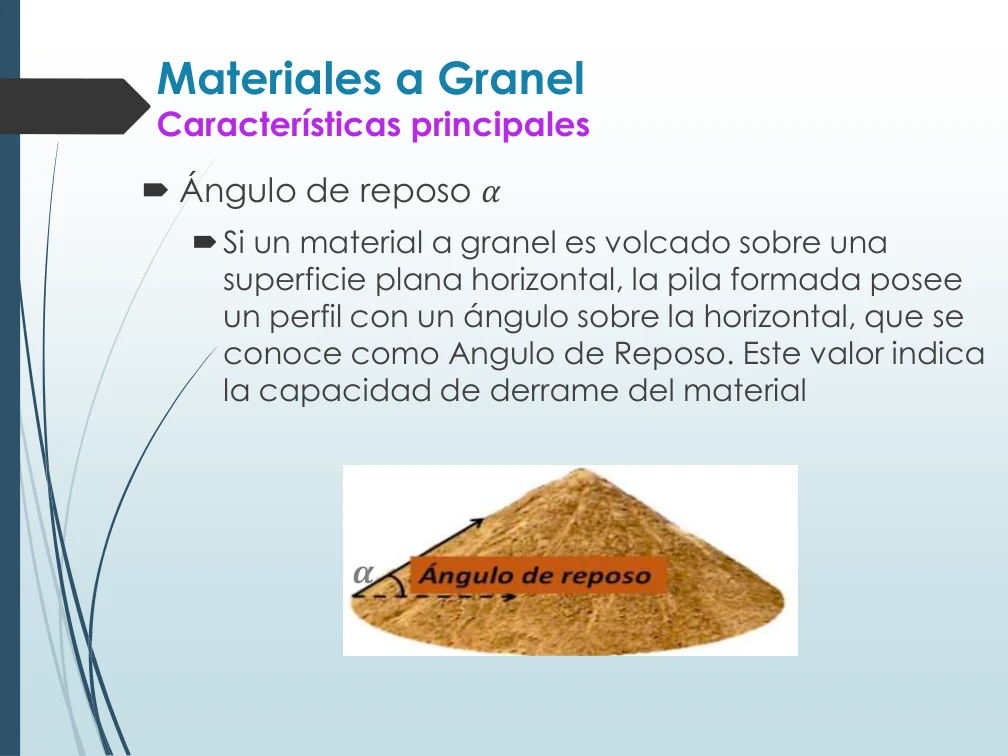 Materiales a Granel
Características principales
Ángulo de reposo α
Si un material a granel es volcado sobre una
superficie plana horizontal, la pila formada posee
un perfil con un ángulo sobre la horizontal, que se
conoce como Angulo de Reposo. Este valor indica
la capacidad de derrame del material
α
Ángulo de reposo